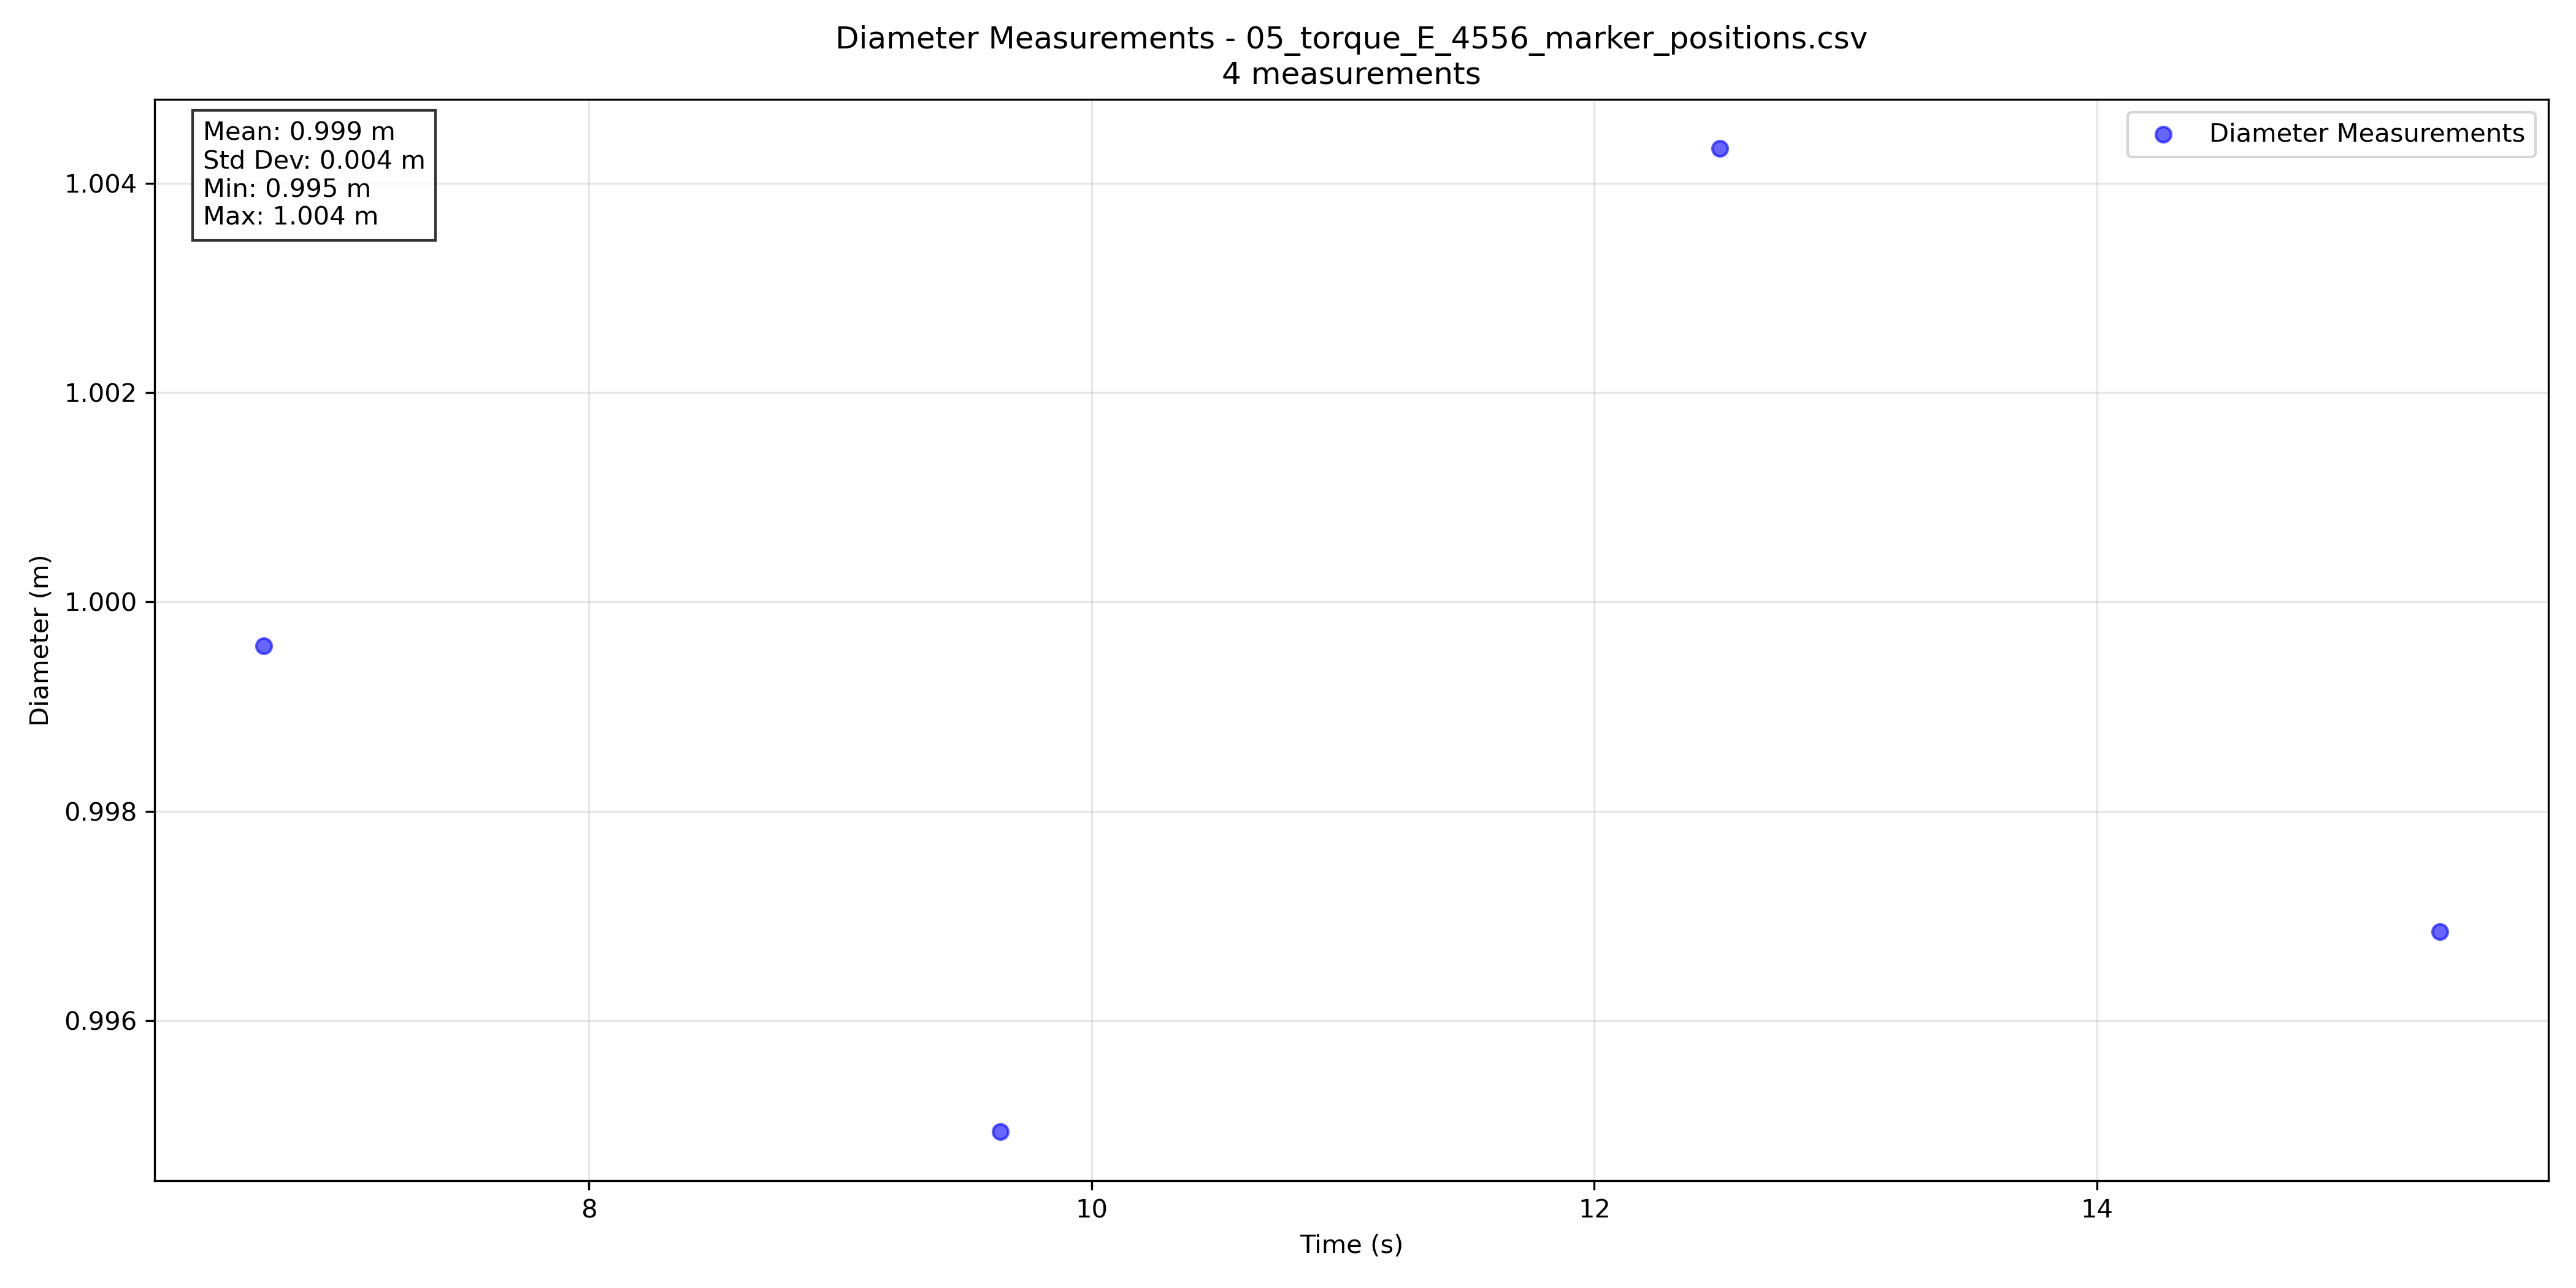 Diameter Measurements - 05_torque_E_4556_marker_positions.csv
4 measurements
Mean: 0.999 m
Std Dev: 0.004 m
Min: 0.995 m
Max: 1.004 m
Diameter Measurements
1.004
1.002
1.000
0.998
0.996
Diameter (m)
8 10 12 14
Time (s)